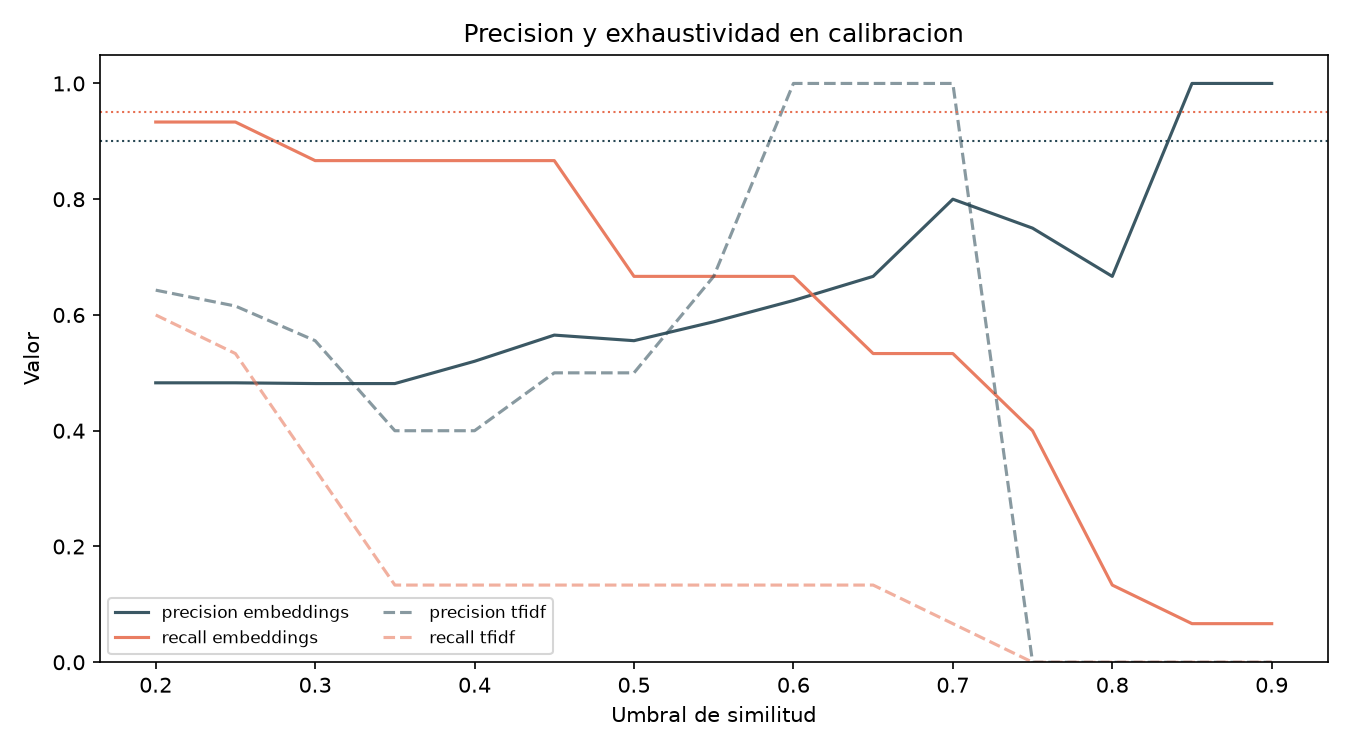 Precision y exhaustividad en calibracion
Valor
1.0
0.8
0.6
0.4
0.2
0.0
precision embeddings
recall embeddings
precision tfidf
recall tfidf
0.2 0.3 0.4 0.5 0.6 0.7 0.8 0.9
Umbral de similitud